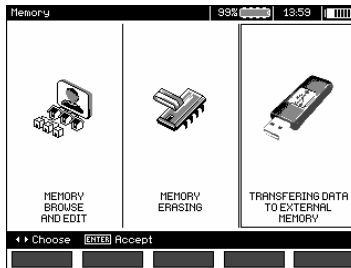 Memory 99% 13:59
MEMORY
BROWSE
AND EDIT
MEMORY
ERASING
TRANSFERING DATA
TO EXTERNAL
MEMORY
Choose ENTER Accept